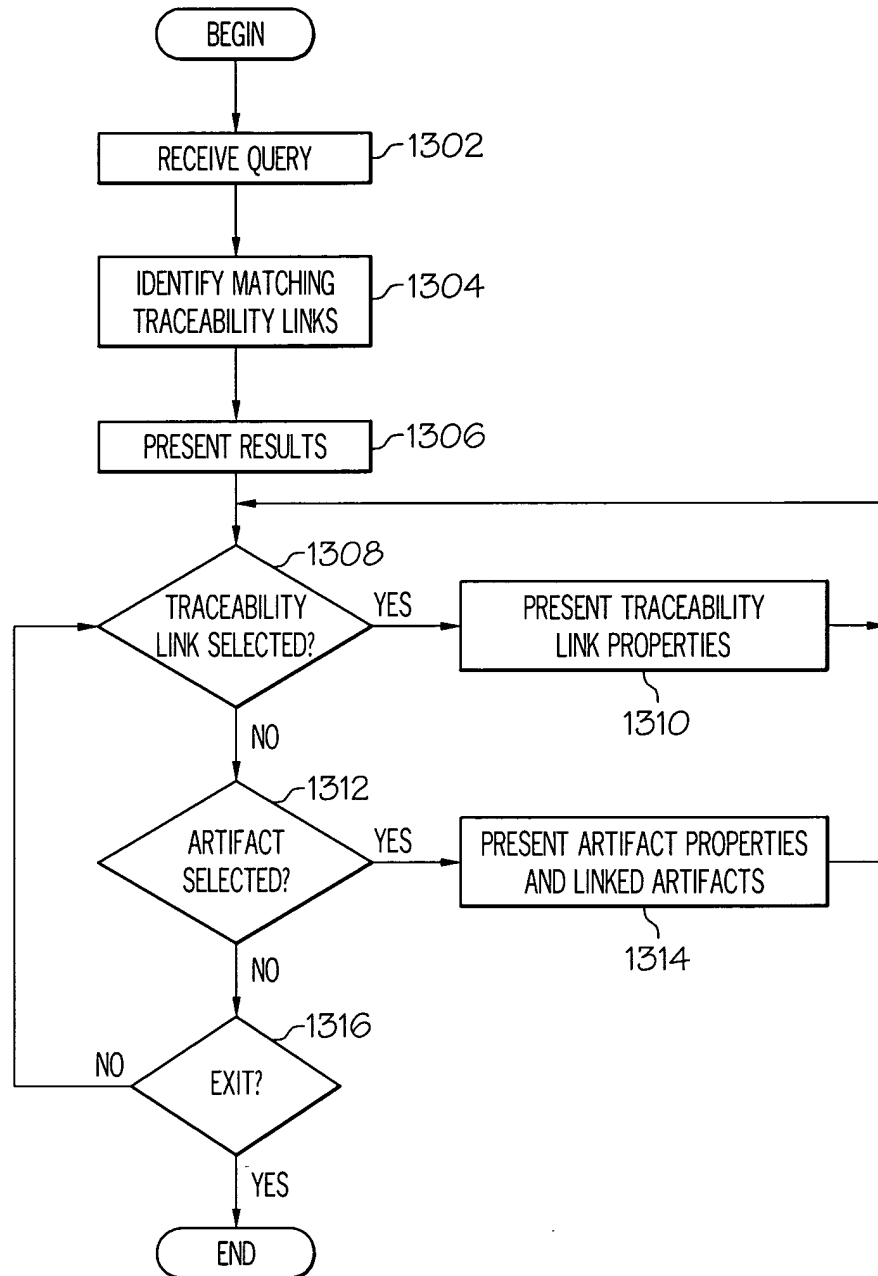 BEGIN
RECEIVE QUERY
1302
IDENTIFY MATCHING
TRACEABILITY LINKS
1304
PRESENT RESULTS
1306
1308
TRACEABILITY
LINK SELECTED?
YES
PRESENT TRACEABILITY
LINK PROPERTIES
1310
NO
1312
ARTIFACT
SELECTED?
YES
PRESENT ARTIFACT PROPERTIES
AND LINKED ARTIFACTS
1314
NO
1316
EXIT?
NO
YES
END